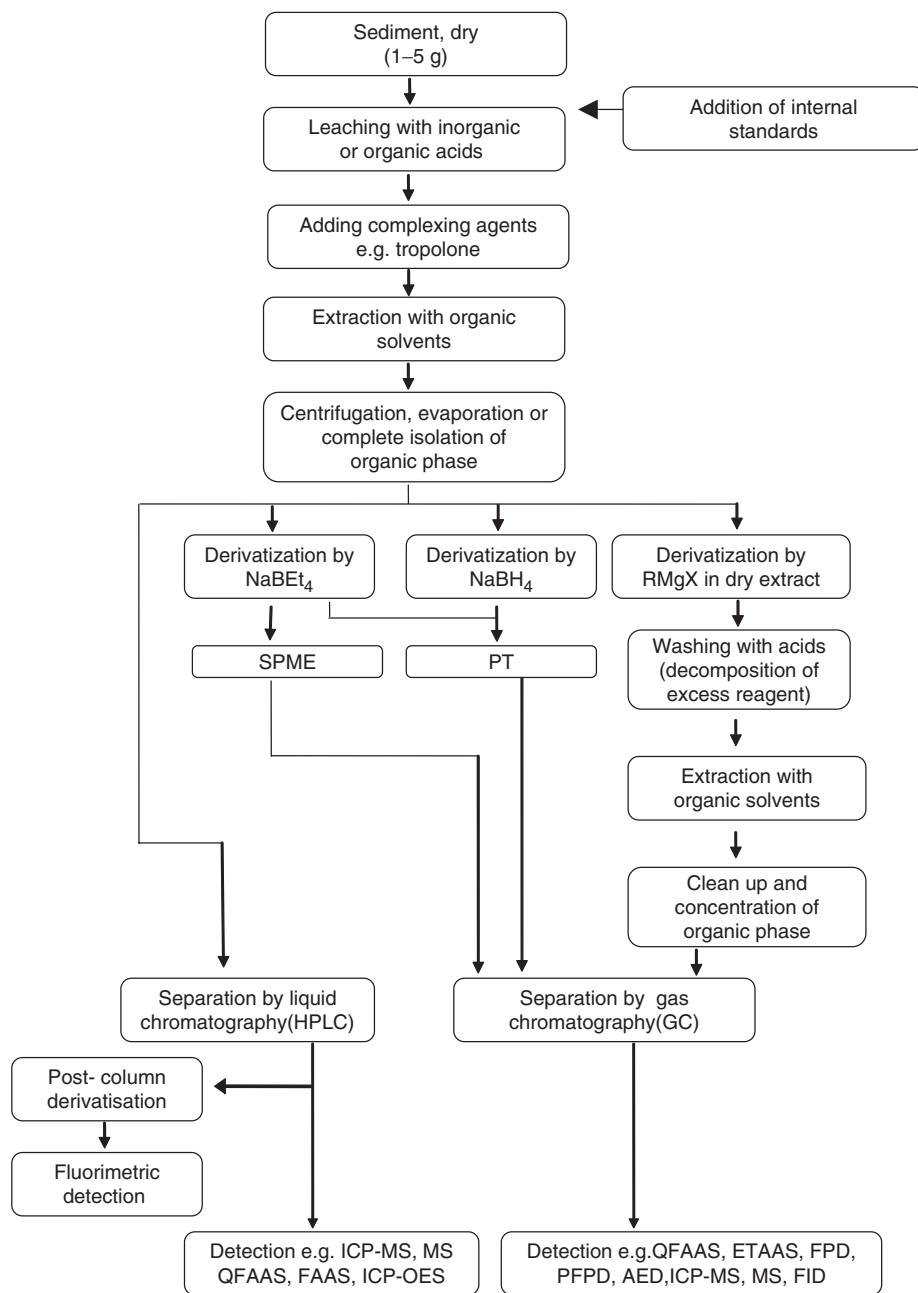 Sediment, dry
(1–5 g)
Addition of internal
standards
Leaching with inorganic
or organic acids
Adding complexing agents
e.g. tropolone
Extraction with organic
solvents
Centrifugation, evaporation or
complete isolation of
organic phase
Derivatization by
NaBEt4
Derivatization by
NaBH4
Derivatization by
RMgX in dry extract
SPME
PT
Washing with acids
(decomposition of
excess reagent)
Extraction with
organic solvents
Clean up and
concentration of
organic phase
Separation by liquid
chromatography(HPLC)
Separation by gas
chromatography(GC)
Post- column
derivatisation
Fluorimetric
detection
Detection e.g. ICP-MS, MS
QFAAS, FAAS, ICP-OES
Detection e.g.QFAAS, ETAAS, FPD,
PFPD, AED,ICP-MS, MS, FID